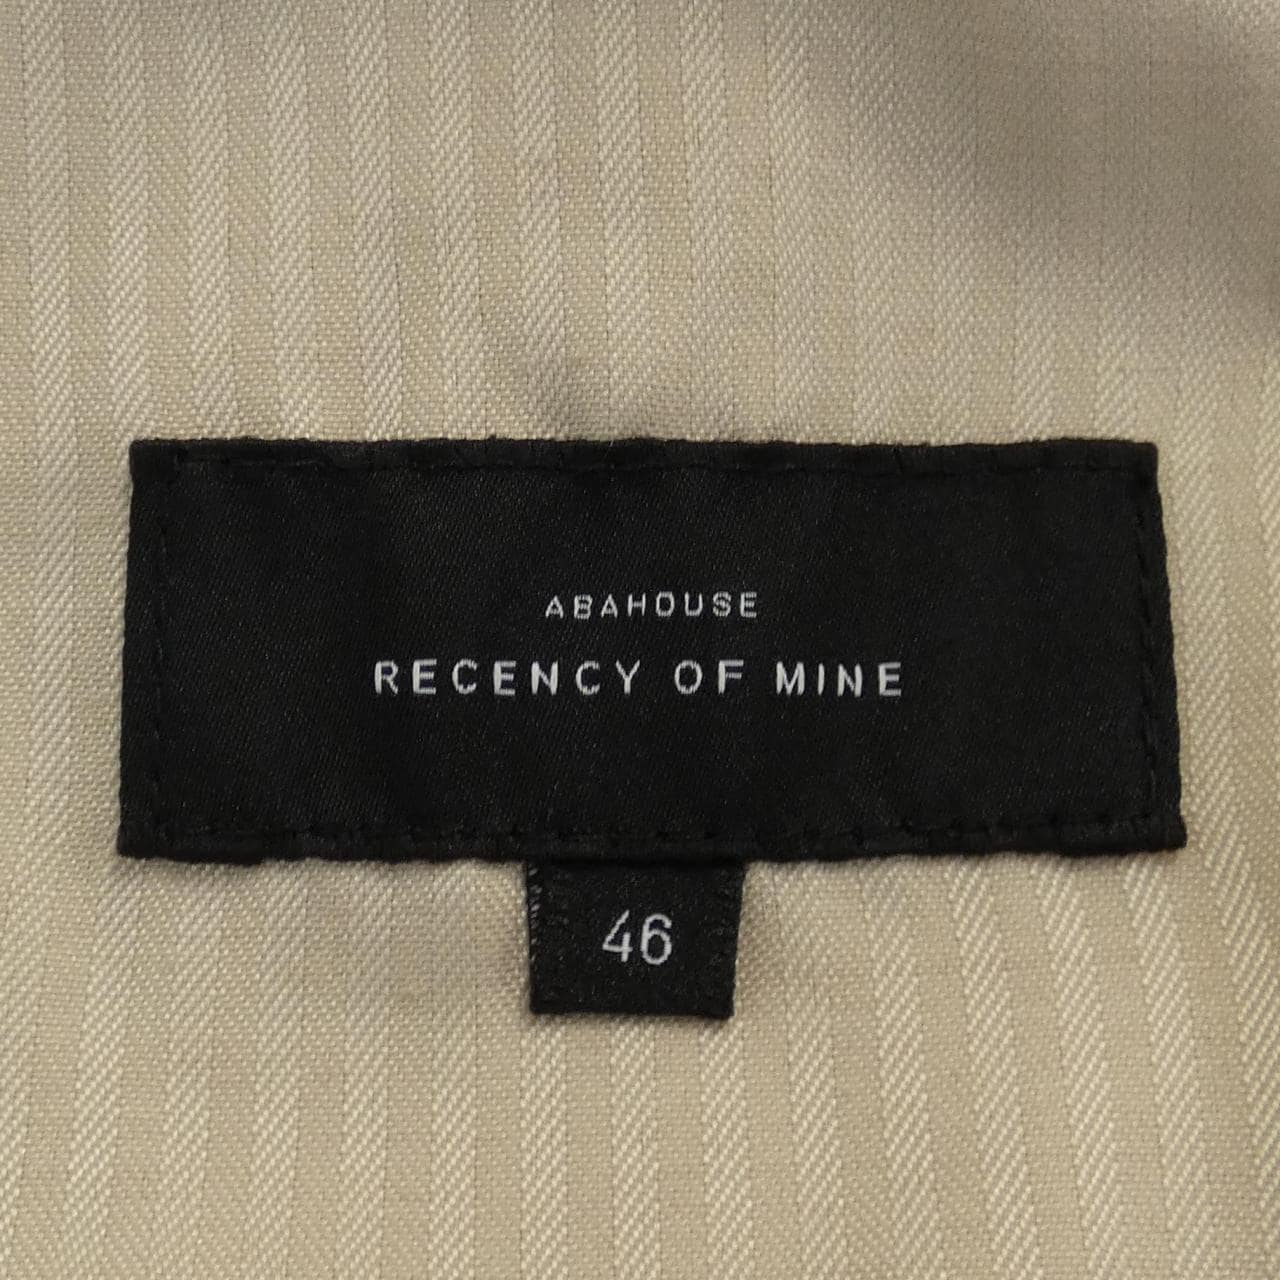 ABAHOUSE
RECENCY OF MINE
46